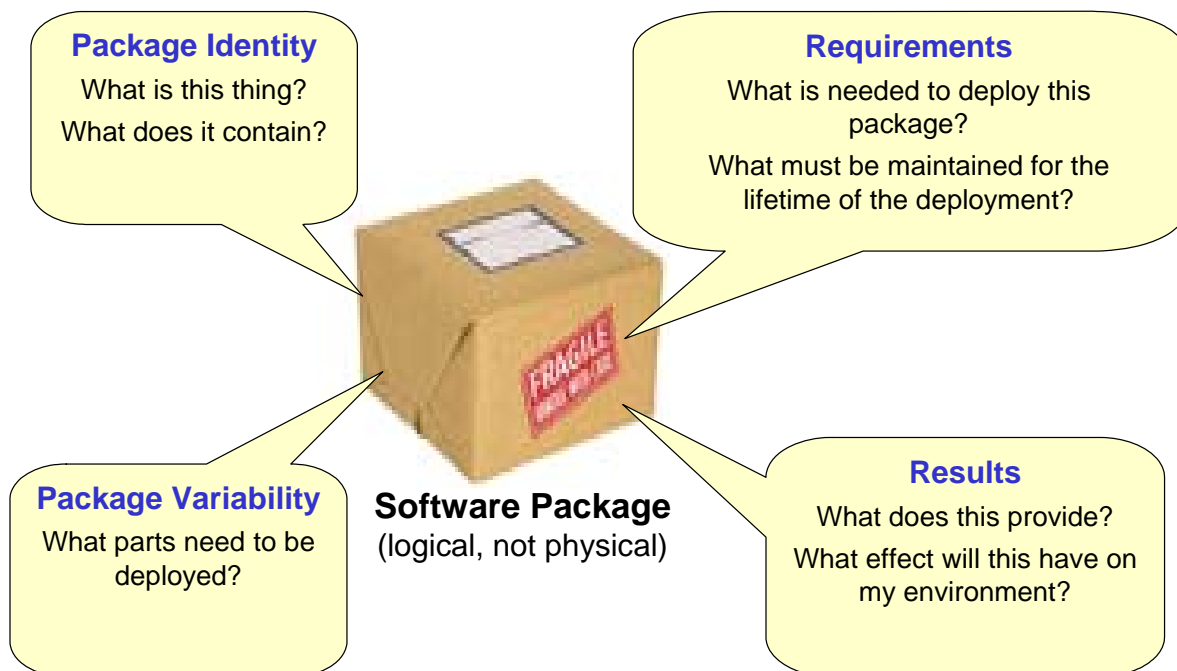 Package Identity
What is this thing?
What does it contain?
Requirements
What is needed to deploy this
package?
What must be maintained for the
lifetime of the deployment?
FRAGILE
Package Variability
What parts need to be
deployed?
Software Package
(logical, not physical)
Results
What does this provide?
What effect will this have on
my environment?